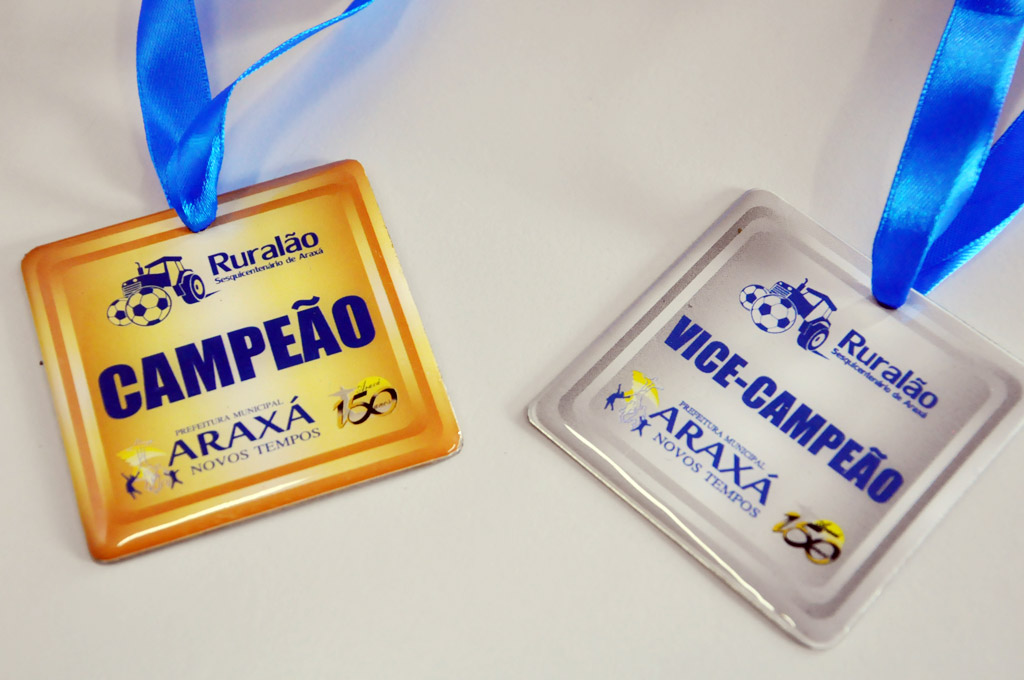 Ruralão
Sesquicentenário de Araxá
CAMPEÃO
PREFEITURA MUNICIPAL
ARAXÁ
NOVOS TEMPOS
150
Ruralão
Sesquicentenário de Araxá
VICE-CAMPEÃO
PREFEITURA MUNICIPAL
ARAXÁ
NOVOS TEMPOS
150